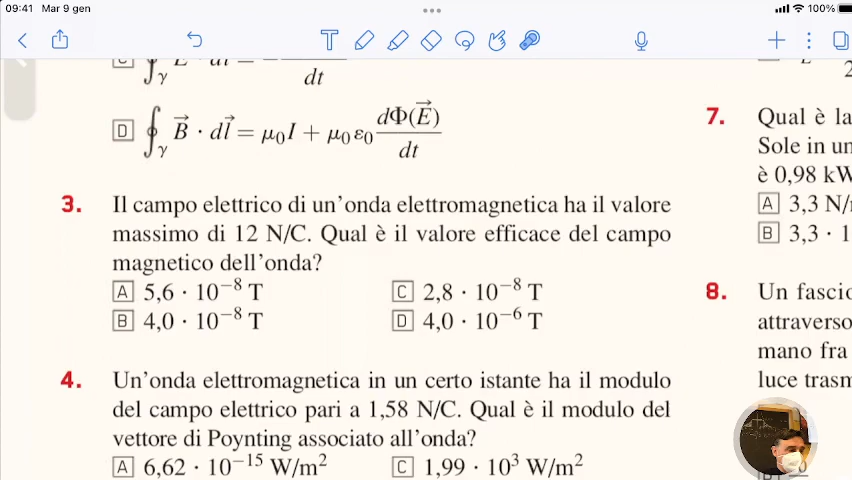 09:41 Mar 9 gen
100%
dt
D ∮γ B⃗ · dl⃗ = μ0I + μ0ε0 dΦ(E⃗)/dt
3. Il campo elettrico di un'onda elettromagnetica ha il valore
massimo di 12 N/C. Qual è il valore efficace del campo
magnetico dell'onda?
A 5,6 · 10⁻⁸ T C 2,8 · 10⁻⁸ T
B 4,0 · 10⁻⁸ T D 4,0 · 10⁻⁶ T
4. Un'onda elettromagnetica in un certo istante ha il modulo
del campo elettrico pari a 1,58 N/C. Qual è il modulo del
vettore di Poynting associato all'onda?
A 6,62 · 10⁻¹⁵ W/m² C 1,99 · 10³ W/m²
7. Qual è la
Sole in un
è 0,98 kW
A 3,3 N/
B 3,3 · 1
8. Un fascio
attraverso
mano fra
luce trasm